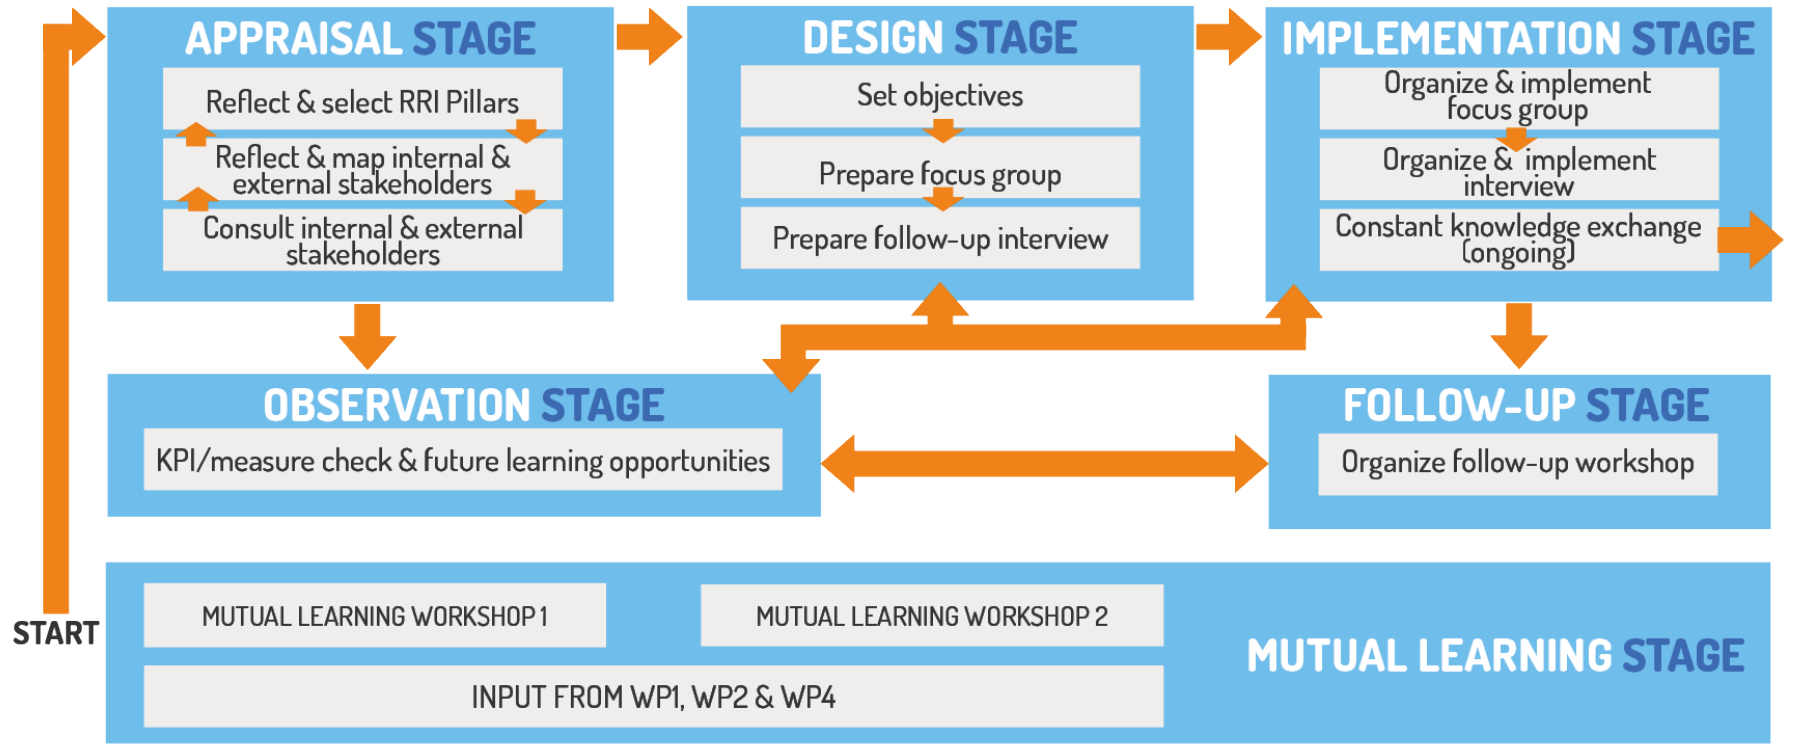 APPRAISAL STAGE
Reflect & select RRI Pillars
Reflect & map internal &
external stakeholders
Consult internal & external
stakeholders
DESIGN STAGE
Set objectives
Prepare focus group
Prepare follow-up interview
IMPLEMENTATION STAGE
Organize & implement
focus group
Organize & implement
interview
Constant knowledge exchange
(ongoing)
OBSERVATION STAGE
KPI/measure check & future learning opportunities
FOLLOW-UP STAGE
Organize follow-up workshop
START
MUTUAL LEARNING WORKSHOP 1
MUTUAL LEARNING WORKSHOP 2
INPUT FROM WP1, WP2 & WP4
MUTUAL LEARNING STAGE